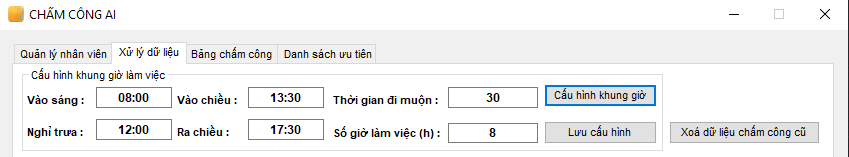 CHẤM CÔNG AI
Quản lý nhân viên Xử lý dữ liệu Bảng chấm công Danh sách ưu tiên
Cấu hình khung giờ làm việc
Vào sáng : 08:00 Vào chiều : 13:30 Thời gian đi muộn : 30 Cấu hình khung giờ
Nghỉ trưa : 12:00 Ra chiều : 17:30 Số giờ làm việc (h) : 8 Lưu cấu hình Xoá dữ liệu chấm công cũ